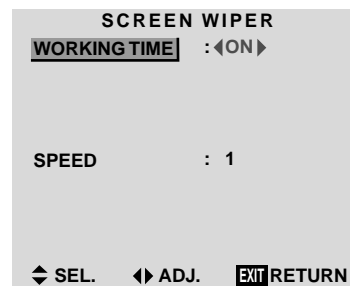 SCREEN WIPER
WORKING TIME : ◀ON▶
SPEED : 1
▲▼ SEL. ◀▶ ADJ. EXIT RETURN